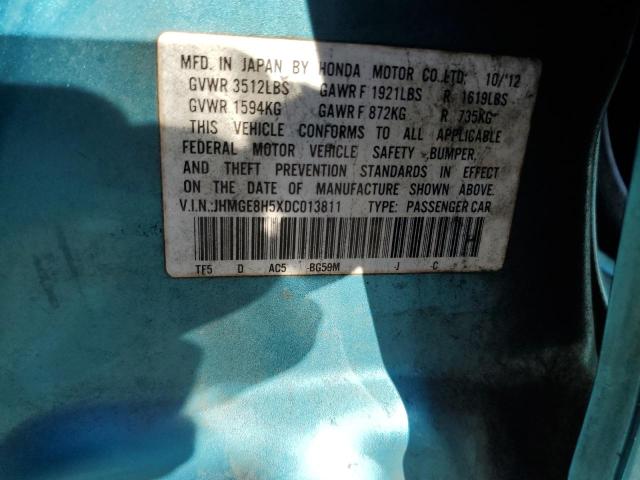 MFD. IN JAPAN BY HONDA MOTOR CO.,LTD. 10/'12
GVWR 3512LBS GAWR F 1921LBS R 1619LBS
GVWR 1594KG GAWR F 872KG R 735KG
THIS VEHICLE CONFORMS TO ALL APPLICABLE
FEDERAL MOTOR VEHICLE SAFETY, BUMPER,
AND THEFT PREVENTION STANDARDS IN EFFECT
ON THE DATE OF MANUFACTURE SHOWN ABOVE.
V.I.N.:JHMGE8H5XDC013811 TYPE: PASSENGER CAR
TF5 D AC5 -BG59M -J -C